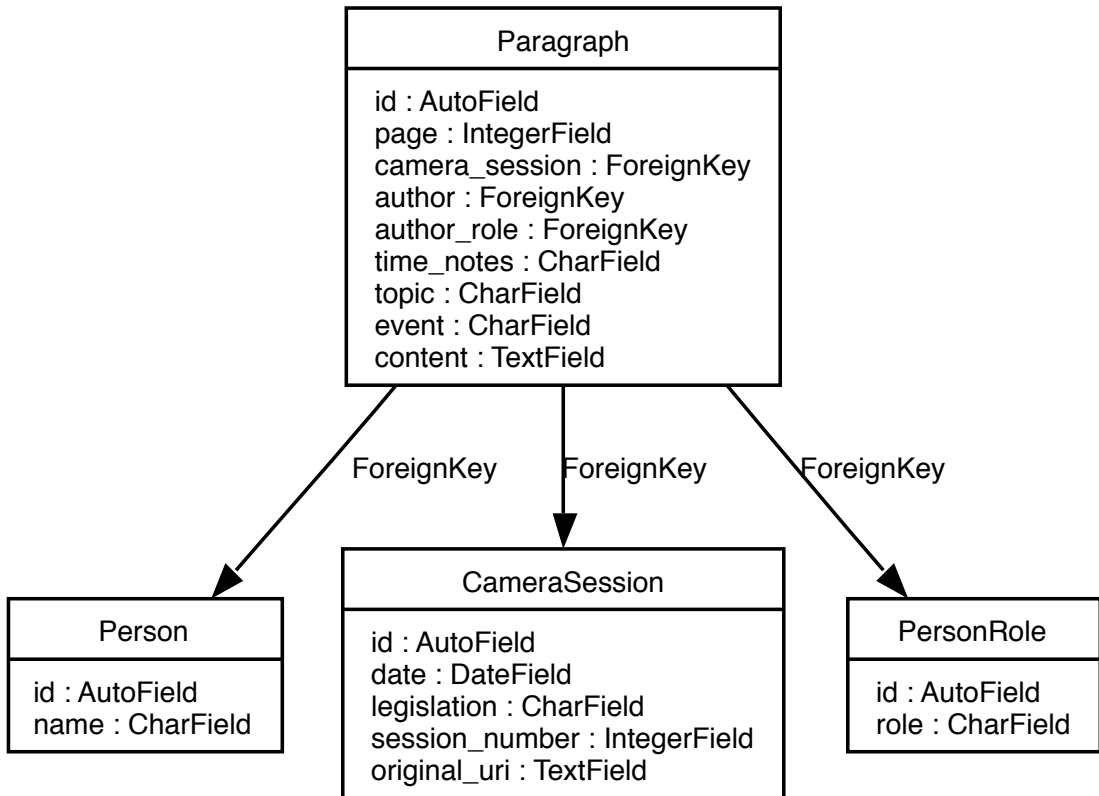 Paragraph
id : AutoField
page : IntegerField
camera_session : ForeignKey
author : ForeignKey
author_role : ForeignKey
time_notes : CharField
topic : CharField
event : CharField
content : TextField
ForeignKey
ForeignKey
ForeignKey
Person
id : AutoField
name : CharField
CameraSession
id : AutoField
date : DateField
legislation : CharField
session_number : IntegerField
original_uri : TextField
PersonRole
id : AutoField
role : CharField